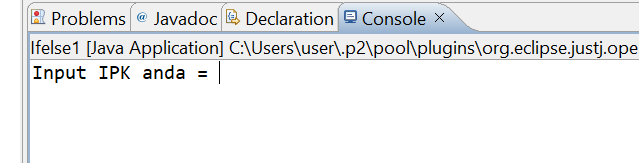 Problems @ Javadoc Declaration Console
Ifelse1 [Java Application] C:\Users\user\.p2\pool\plugins\org.eclipse.justj.ope
Input IPK anda =